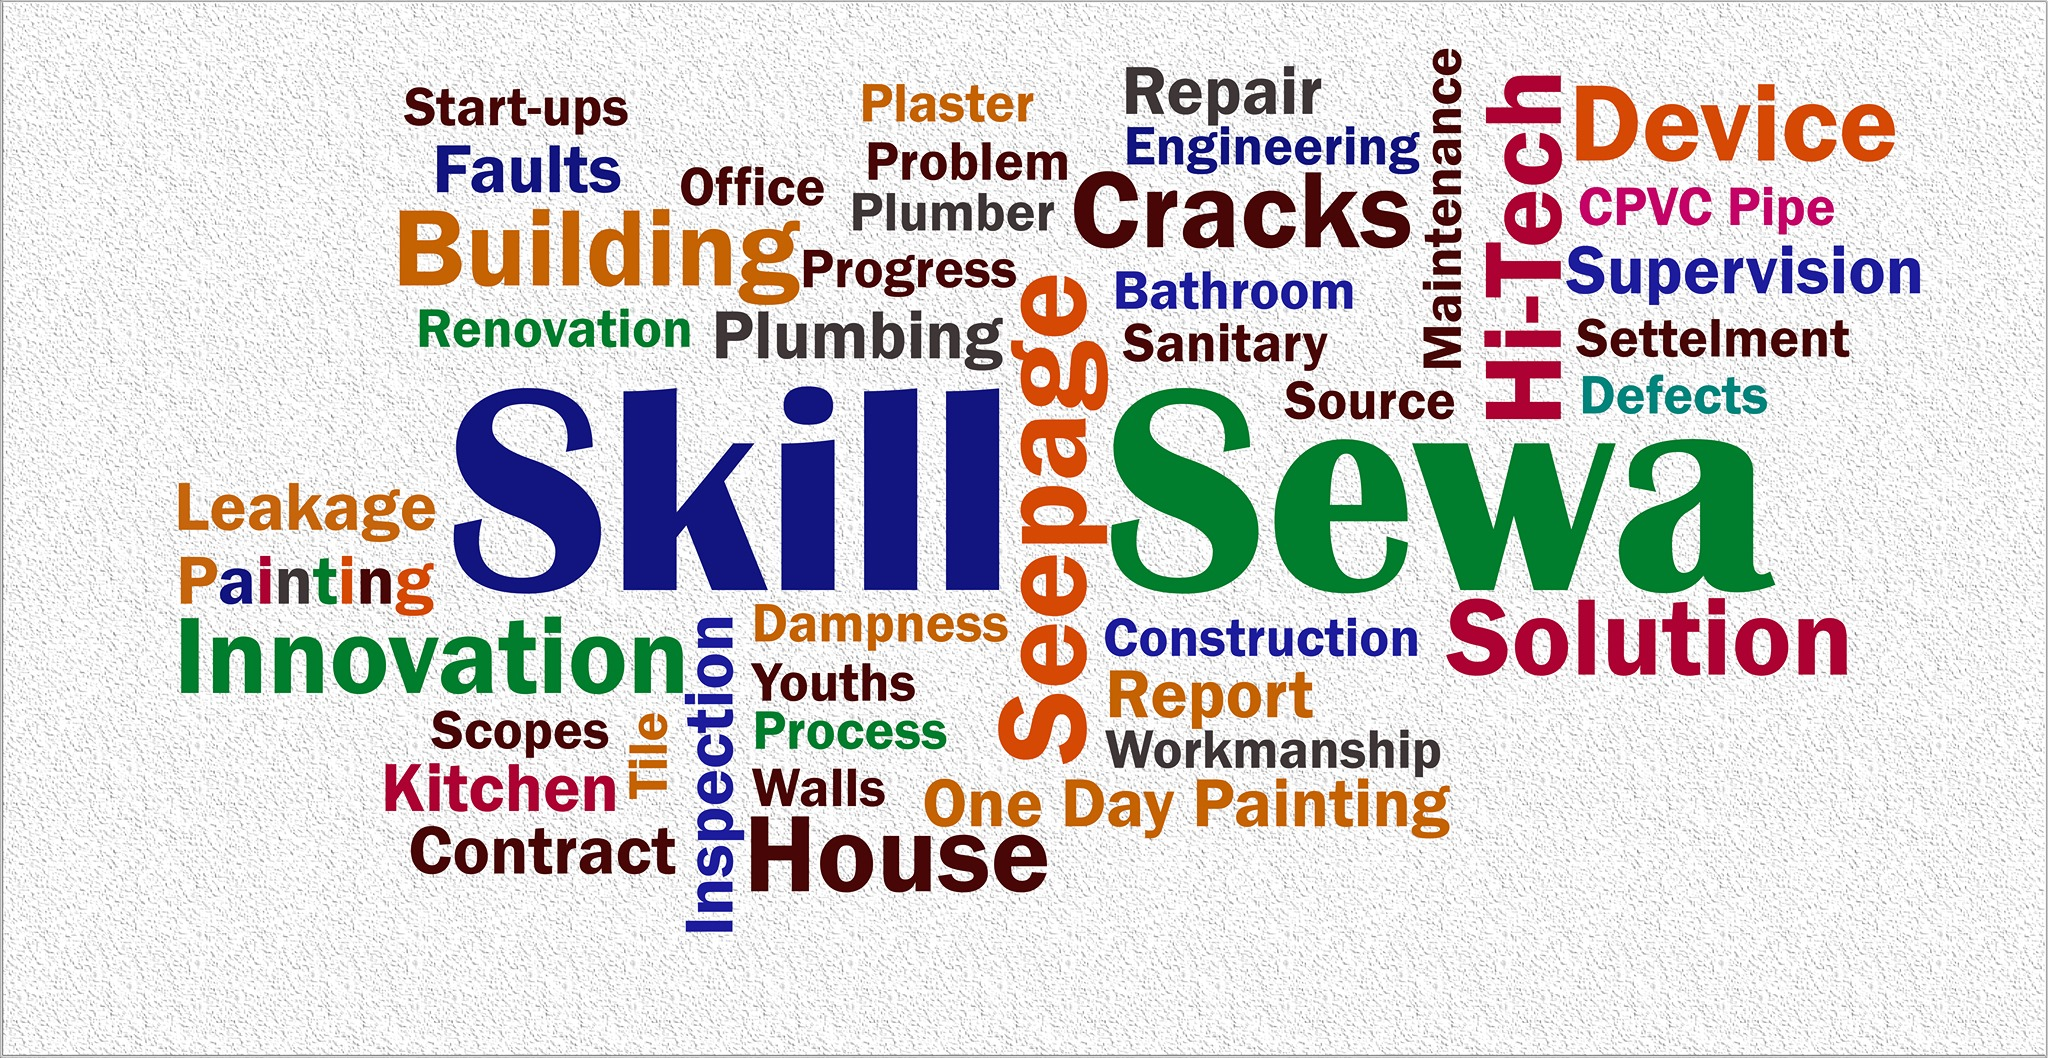 Start-ups
Faults
Office
Building
Renovation
Plaster
Problem
Plumber
Progress
Plumbing
Repair
Engineering
Cracks
Bathroom
Sanitary
Source
Maintenance
Hi-Tech
Device
CPVC Pipe
Supervision
Settelment
Defects
Skill Sewa
Seepage
Leakage
Painting
Innovation
Scopes
Tile
Kitchen
Contract
Inspection
Dampness
Youths
Process
Walls
House
Construction
Report
Workmanship
One Day Painting
Solution